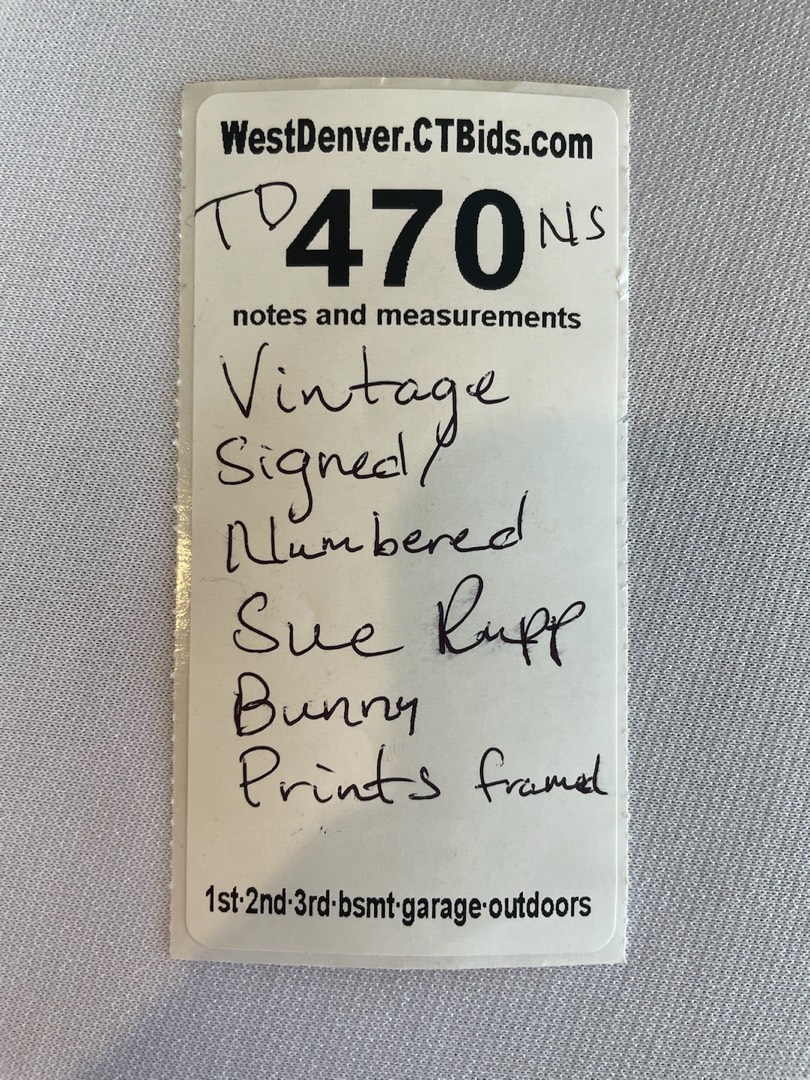 WestDenver.CTBids.com
TD 470 NS
notes and measurements
Vintage
Signed/
Numbered
Sue Rupp
Bunny
Prints framed
1st·2nd·3rd·bsmt·garage·outdoors